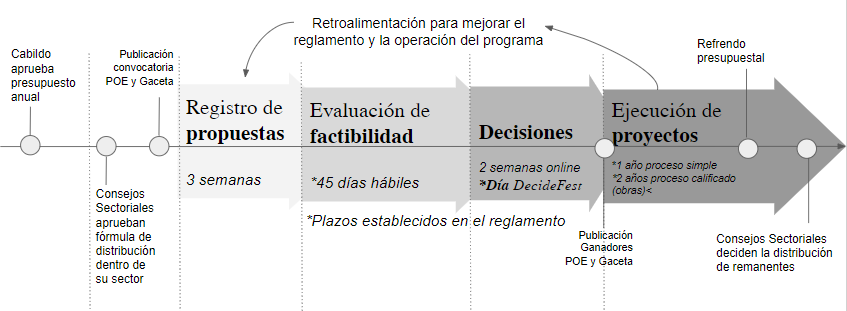 Retroalimentación para mejorar el
reglamento y la operación del programa
Cabildo
aprueba
presupuesto
anual
Publicación
convocatoria
POE y Gaceta
Refrendo
presupuestal
Registro de
propuestas
3 semanas
Evaluación de
factibilidad
*45 días hábiles
Decisiones
2 semanas online
*Día DecideFest
Ejecución de
proyectos
*1 año proceso simple
*2 años proceso calificado
(obras)<
*Plazos establecidos en el reglamento
Consejos
Sectoriales
aprueban
fórmula de
distribución
dentro de
su sector
Publicación
Ganadores
POE y Gaceta
Consejos Sectoriales
deciden la distribución
de remanentes